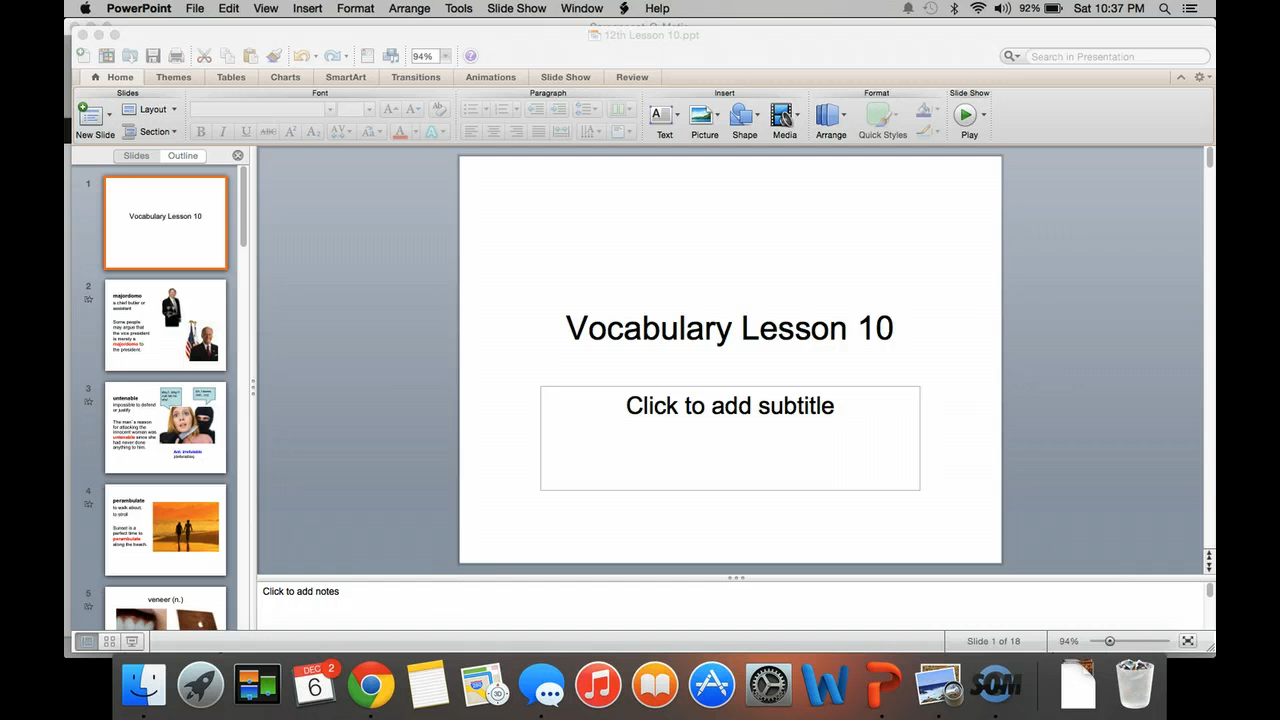 PowerPoint File Edit View Insert Format Arrange Tools Slide Show Window Help 92% Sat 10:37 PM
12th Lesson 10.ppt
94% Search in Presentation
Home Themes Tables Charts SmartArt Transitions Animations Slide Show Review
Slides Font Paragraph Insert Format Slide Show
Layout
New Slide Section Text Picture Shape Media Arrange Quick Styles Play
Slides Outline
1
Vocabulary Lesson 10
2
majordomo
a chief butler or
assistant
Some people
may argue that
the vice president
is merely a
majordomo to
the president.
3
untenable
impossible to defend
or justify
The man's reason
for attacking the
innocent woman was
untenable since she
had never done
anything to him.
Ant. irrefutable
4
perambulate
to walk about;
to stroll
Sunset is a
perfect time to
perambulate
along the beach.
5
veneer (n.)
Vocabulary Lesson 10
Click to add subtitle
Click to add notes
Slide 1 of 18 94%
DEC 2
6
3D
SOM